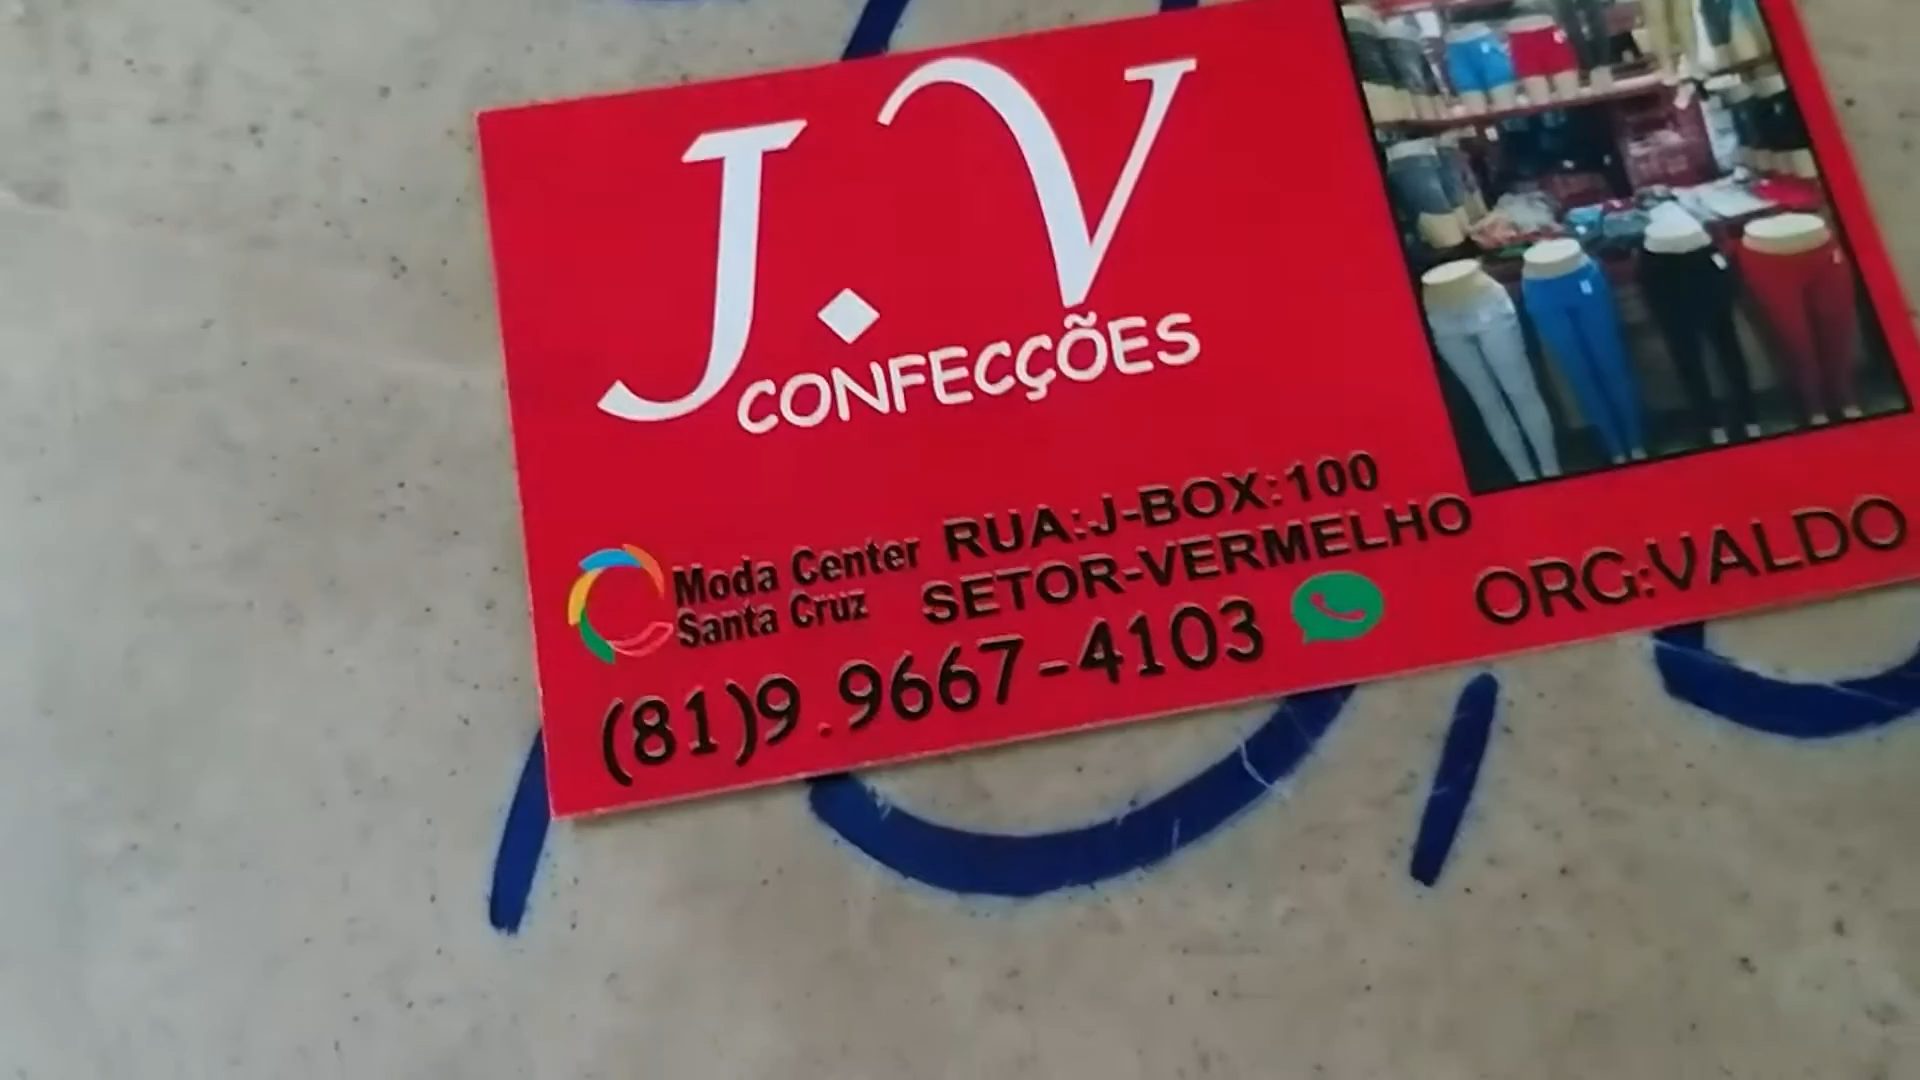 J.V
CONFECÇÕES
Moda Center
Santa Cruz
RUA:J-BOX:100
SETOR-VERMELHO
(81)9.9667-4103
ORG:VALDO